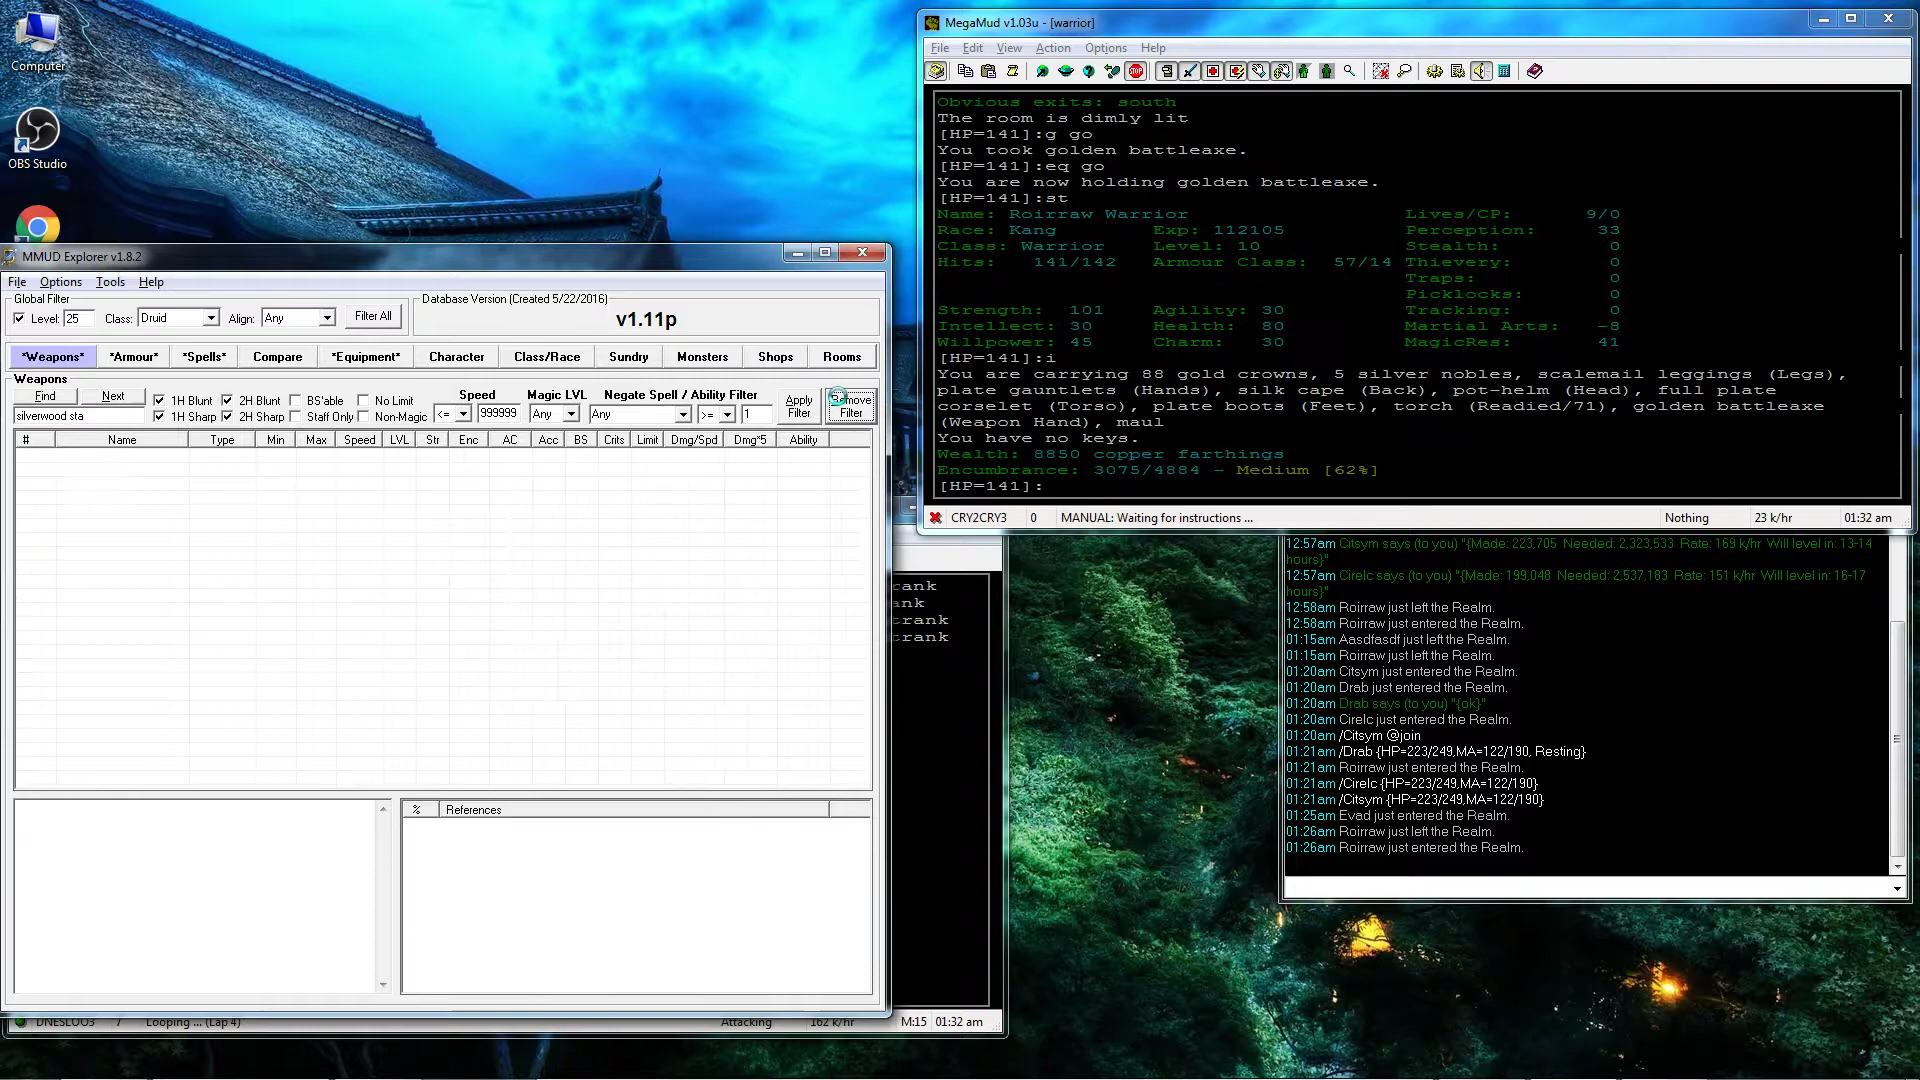 Computer
OBS Studio
MegaMud v1.03u - [warrior]
File Edit View Action Options Help
Obvious exits: south
The room is dimly lit
[HP=141]:g go
You took golden battleaxe.
[HP=141]:eq go
You are now holding golden battleaxe.
[HP=141]:st
Name: Roirraw Warrior Lives/CP: 9/0
Race: Kang Exp: 112105 Perception: 33
Class: Warrior Level: 10 Stealth: 0
Hits: 141/142 Armour Class: 57/14 Thievery: 0
Traps: 0
Picklocks: 0
Strength: 101 Agility: 30 Tracking: 0
Intellect: 30 Health: 80 Martial Arts: -8
Willpower: 45 Charm: 30 MagicRes: 41
[HP=141]:i
You are carrying 88 gold crowns, 5 silver nobles, scalemail leggings (Legs),
plate gauntlets (Hands), silk cape (Back), pot-helm (Head), full plate
corselet (Torso), plate boots (Feet), torch (Readied/71), golden battleaxe
(Weapon Hand), maul
You have no keys.
Wealth: 8850 copper farthings
Encumbrance: 3075/4884 - Medium [62%]
[HP=141]:
CRY2CRY3 0 MANUAL: Waiting for instructions ... Nothing 23 k/hr 01:32 am
MMUD Explorer v1.8.2
File Options Tools Help
Global Filter
Level: 25 Class: Druid Align: Any Filter All
Database Version (Created 5/22/2016)
v1.11p
*Weapons* *Armour* *Spells* Compare *Equipment* Character Class/Race Sundry Monsters Shops Rooms
Weapons
Find Next
silverwood sta
1H Blunt 2H Blunt BS'able No Limit
1H Sharp 2H Sharp Staff Only Non-Magic
Speed Magic LVL Negate Spell / Ability Filter
<= 999999 Any Any >= 1
Apply Filter
Filter
# Name Type Min Max Speed LVL Str Enc AC Acc BS Crits Limit Dmg/Spd Dmg*5 Ability
% References
rank
ank
trank
trank
12:57am Citsym says (to you) "{Made: 223,705 Needed: 2,323,533 Rate: 169 k/hr Will level in: 13-14
hours}"
12:57am Cirelc says (to you) "{Made: 199,048 Needed: 2,537,183 Rate: 151 k/hr Will level in: 16-17
hours}"
12:58am Roirraw just left the Realm.
12:58am Roirraw just entered the Realm.
01:15am Aasdfasdf just left the Realm.
01:15am Roirraw just left the Realm.
01:20am Citsym just entered the Realm.
01:20am Drab just entered the Realm.
01:20am Drab says (to you) "{ok}"
01:20am Cirelc just entered the Realm.
01:20am /Citsym @join
01:21am /Drab {HP=223/249,MA=122/190, Resting}
01:21am Roirraw just entered the Realm.
01:21am /Cirelc {HP=223/249,MA=122/190}
01:21am /Citsym {HP=223/249,MA=122/190}
01:25am Evad just entered the Realm.
01:26am Roirraw just left the Realm.
01:26am Roirraw just entered the Realm.
DNESLOO3 7 Looping ... (Lap 4) Attacking 162 k/hr M:15 01:32 am